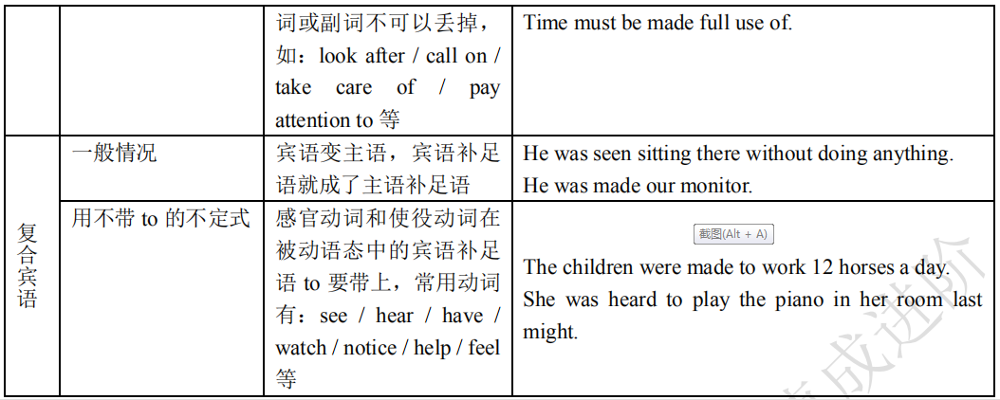 词或副词不可以丢掉，
如：look after / call on /
take care of / pay
attention to 等
Time must be made full use of.
复合宾语
一般情况
宾语变主语，宾语补足
语就成了主语补足语
He was seen sitting there without doing anything.
He was made our monitor.
用不带 to 的不定式
感官动词和使役动词在
被动语态中的宾语补足
语 to 要带上，常用动词
有：see / hear / have /
watch / notice / help / feel
等
截图(Alt + A)
The children were made to work 12 horses a day.
She was heard to play the piano in her room last
might.
成进阶